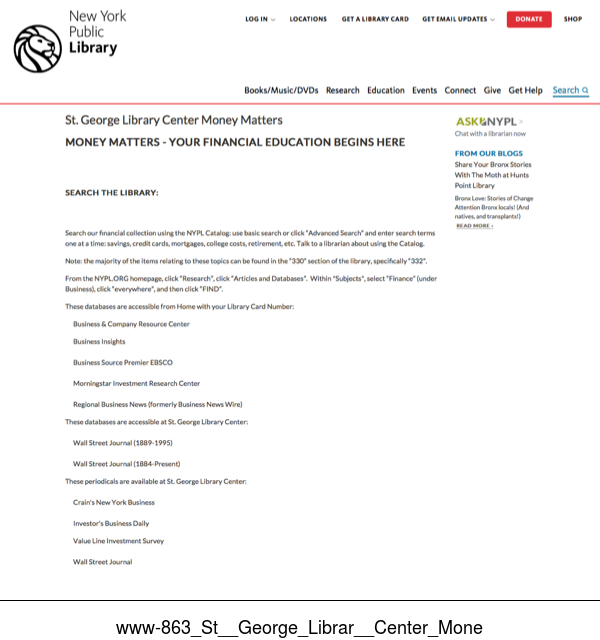 New York
Public
Library
LOG IN
LOCATIONS
GET A LIBRARY CARD
GET EMAIL UPDATES
DONATE
SHOP
Books/Music/DVDs Research Education Events Connect Give Get Help Search
St. George Library Center Money Matters
MONEY MATTERS - YOUR FINANCIAL EDUCATION BEGINS HERE
SEARCH THE LIBRARY:
Search our financial collection using the NYPL Catalog: use basic search or click "Advanced Search" and enter search terms
one at a time: savings, credit cards, mortgages, college costs, retirement, etc. Talk to a librarian about using the Catalog.
Note: the majority of the items relating to these topics can be found in the "330" section of the library, specifically "332".
From the NYPL.ORG homepage, click "Research", click "Articles and Databases". Within "Subjects", select "Finance" (under
Business), click "everywhere", and then click "FIND".
These databases are accessible from Home with your Library Card Number:
Business & Company Resource Center
Business Insights
Business Source Premier EBSCO
Morningstar Investment Research Center
Regional Business News (formerly Business News Wire)
These databases are accessible at St. George Library Center:
Wall Street Journal (1889-1995)
Wall Street Journal (1884-Present)
These periodicals are available at St. George Library Center:
Crain's New York Business
Investor's Business Daily
Value Line Investment Survey
Wall Street Journal
ASK NYPL >
Chat with a librarian now
FROM OUR BLOGS
Share Your Bronx Stories
With The Moth at Hunts
Point Library
Bronx Love: Stories of Change
Attention Bronx locals! (And
natives, and transplants!)
READ MORE ›
www-863_St__George_Librar__Center_Mone